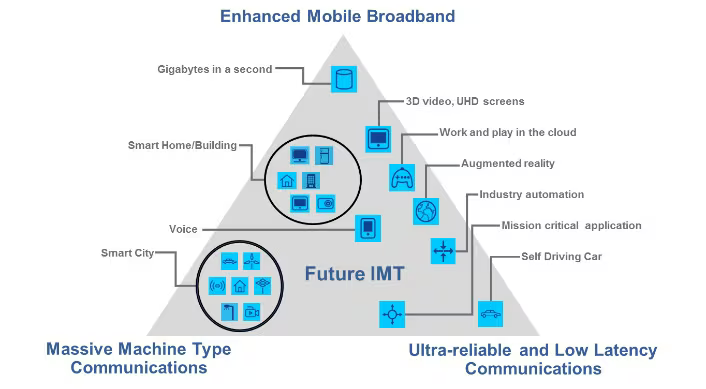 Enhanced Mobile Broadband
Gigabytes in a second
3D video, UHD screens
Smart Home/Building
Work and play in the cloud
Augmented reality
Industry automation
Voice
Mission critical application
Smart City
Self Driving Car
Future IMT
Massive Machine Type
Communications
Ultra-reliable and Low Latency
Communications